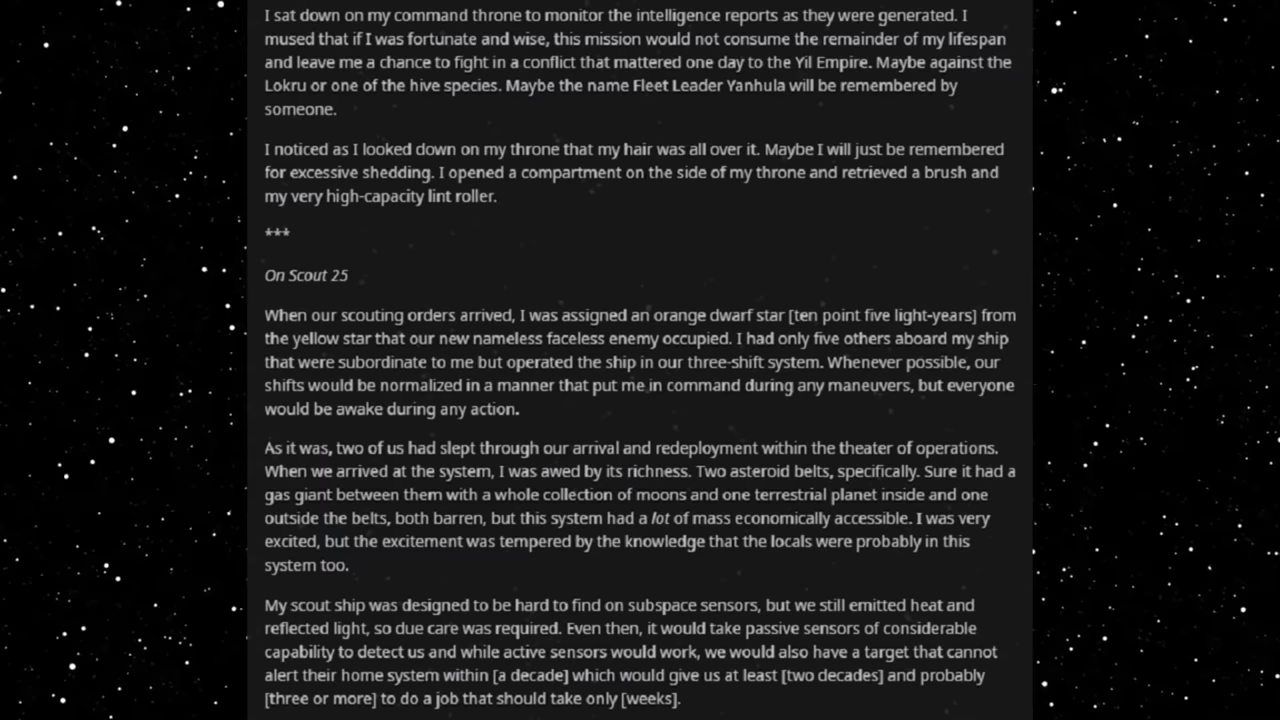 I sat down on my command throne to monitor the intelligence reports as they were generated. I
mused that if I was fortunate and wise, this mission would not consume the remainder of my lifespan
and leave me a chance to fight in a conflict that mattered one day to the Yil Empire. Maybe against the
Lokru or one of the hive species. Maybe the name Fleet Leader Yanhula will be remembered by
someone.
I noticed as I looked down on my throne that my hair was all over it. Maybe I will just be remembered
for excessive shedding. I opened a compartment on the side of my throne and retrieved a brush and
my very high-capacity lint roller.
***
On Scout 25
When our scouting orders arrived, I was assigned an orange dwarf star [ten point five light-years] from
the yellow star that our new nameless faceless enemy occupied. I had only five others aboard my ship
that were subordinate to me but operated the ship in our three-shift system. Whenever possible, our
shifts would be normalized in a manner that put me in command during any maneuvers, but everyone
would be awake during any action.
As it was, two of us had slept through our arrival and redeployment within the theater of operations.
When we arrived at the system, I was awed by its richness. Two asteroid belts, specifically. Sure it had a
gas giant between them with a whole collection of moons and one terrestrial planet inside and one
outside the belts, both barren, but this system had a lot of mass economically accessible. I was very
excited, but the excitement was tempered by the knowledge that the locals were probably in this
system too.
My scout ship was designed to be hard to find on subspace sensors, but we still emitted heat and
reflected light, so due care was required. Even then, it would take passive sensors of considerable
capability to detect us and while active sensors would work, we would also have a target that cannot
alert their home system within [a decade] which would give us at least [two decades] and probably
[three or more] to do a job that should take only [weeks].